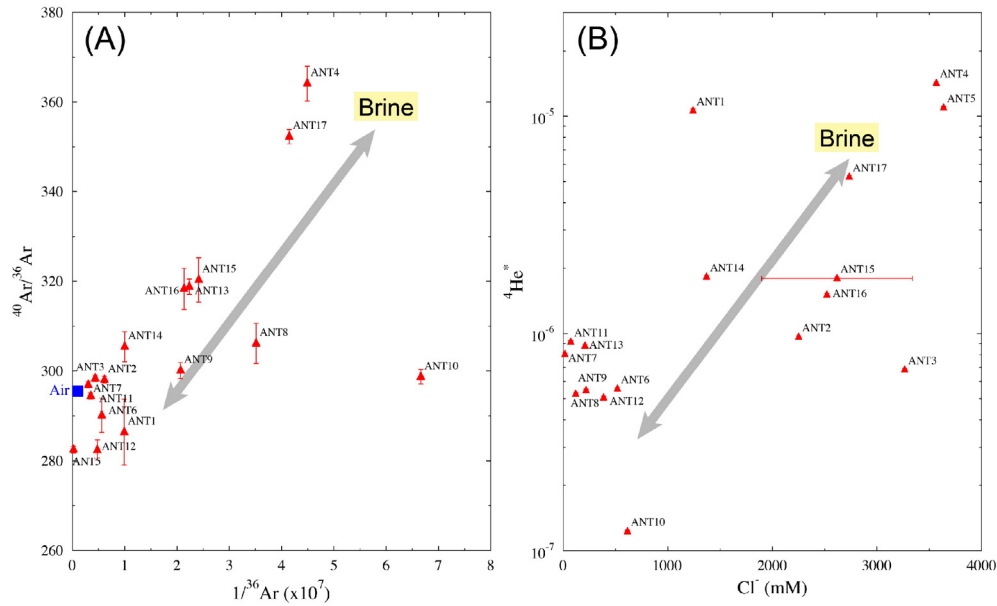 (A)
380
360
340
320
300
280
260
⁴⁰Ar/³⁶Ar
ANT4
Brine
ANT17
ANT15
ANT16
ANT13
ANT14
ANT8
ANT9
ANT10
ANT3
ANT2
Air
ANT7
ANT11
ANT6
ANT1
ANT12
ANT5
0 1 2 3 4 5 6 7 8
1/³⁶Ar (x10⁷)
(B)
10⁻⁵
10⁻⁶
10⁻⁷
⁴He*
ANT4
ANT5
ANT1
Brine
ANT17
ANT14
ANT15
ANT16
ANT2
ANT11
ANT13
ANT7
ANT3
ANT9
ANT6
ANT8
ANT12
ANT10
0 1000 2000 3000 4000
Cl⁻ (mM)